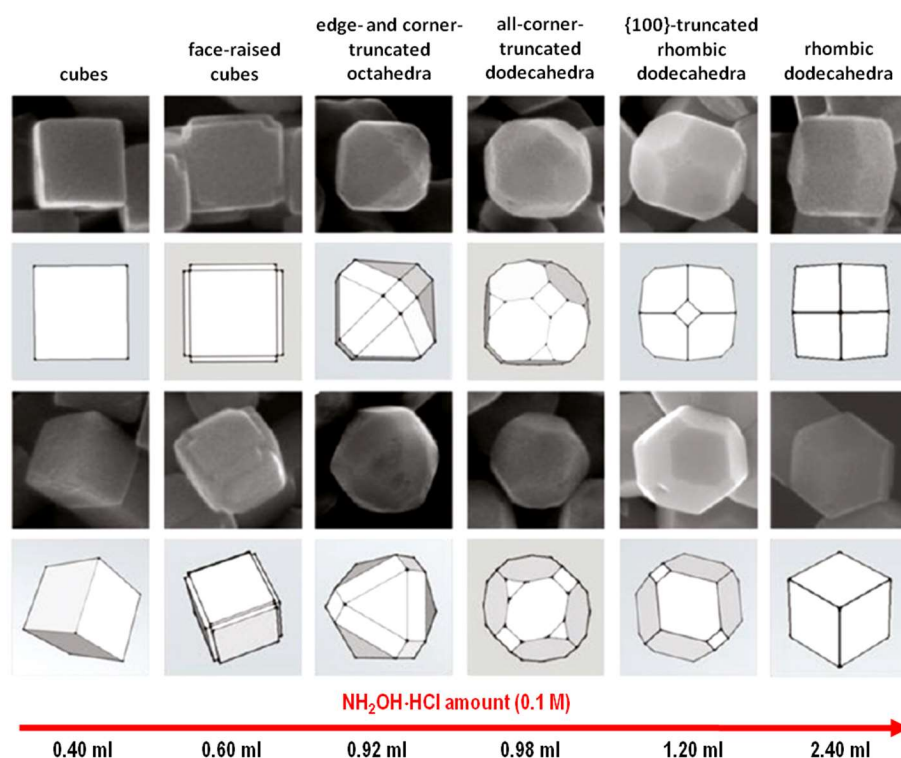 cubes
face-raised
cubes
edge- and corner-
truncated
octahedra
all-corner-
truncated
dodecahedra
{100}-truncated
rhombic
dodecahedra
rhombic
dodecahedra
NH₂OH·HCl amount (0.1 M)
0.40 ml
0.60 ml
0.92 ml
0.98 ml
1.20 ml
2.40 ml